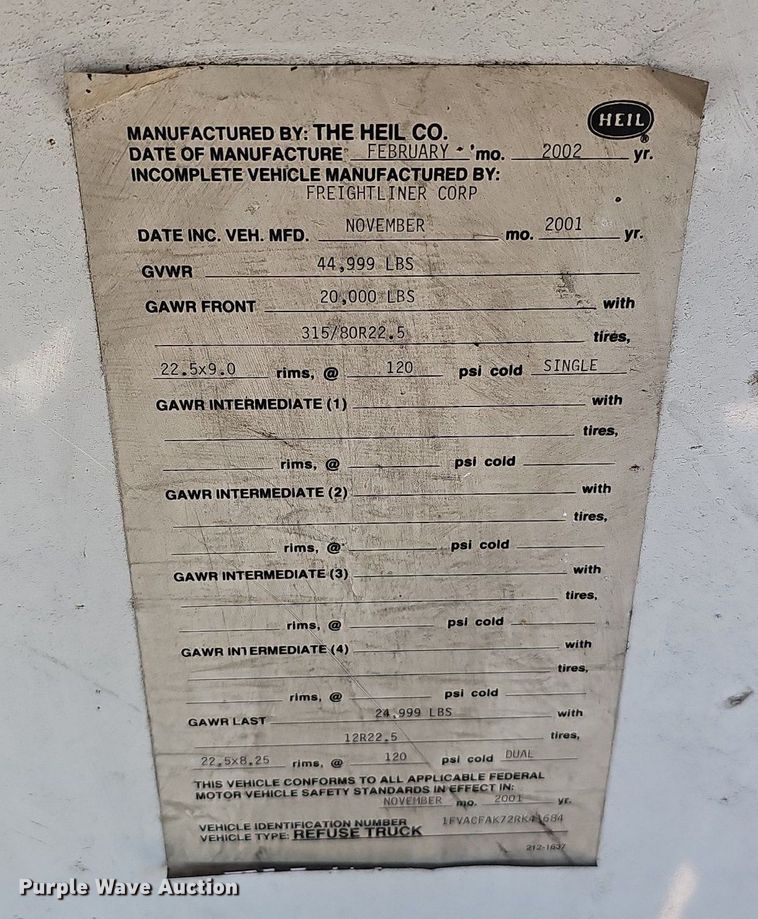 HEIL
®
MANUFACTURED BY: THE HEIL CO.
DATE OF MANUFACTURE FEBRUARY mo. 2002 yr.
INCOMPLETE VEHICLE MANUFACTURED BY:
FREIGHTLINER CORP
DATE INC. VEH. MFD. NOVEMBER mo. 2001 yr.
GVWR 44,999 LBS
GAWR FRONT 20,000 LBS with
315/80R22.5 tires,
22.5x9.0 rims, @ 120 psi cold SINGLE
GAWR INTERMEDIATE (1) with
tires,
rims, @ psi cold
GAWR INTERMEDIATE (2) with
tires,
rims, @ psi cold
GAWR INTERMEDIATE (3) with
tires,
rims, @ psi cold
GAWR INTERMEDIATE (4) with
tires,
rims, @ psi cold
GAWR LAST 24,999 LBS with
12R22.5 tires,
22.5x8.25 rims, @ 120 psi cold DUAL
THIS VEHICLE CONFORMS TO ALL APPLICABLE FEDERAL
MOTOR VEHICLE SAFETY STANDARDS IN EFFECT IN:
NOVEMBER mo. 2001 yr.
VEHICLE IDENTIFICATION NUMBER
VEHICLE TYPE: REFUSE TRUCK
212-1637
Purple Wave Auction